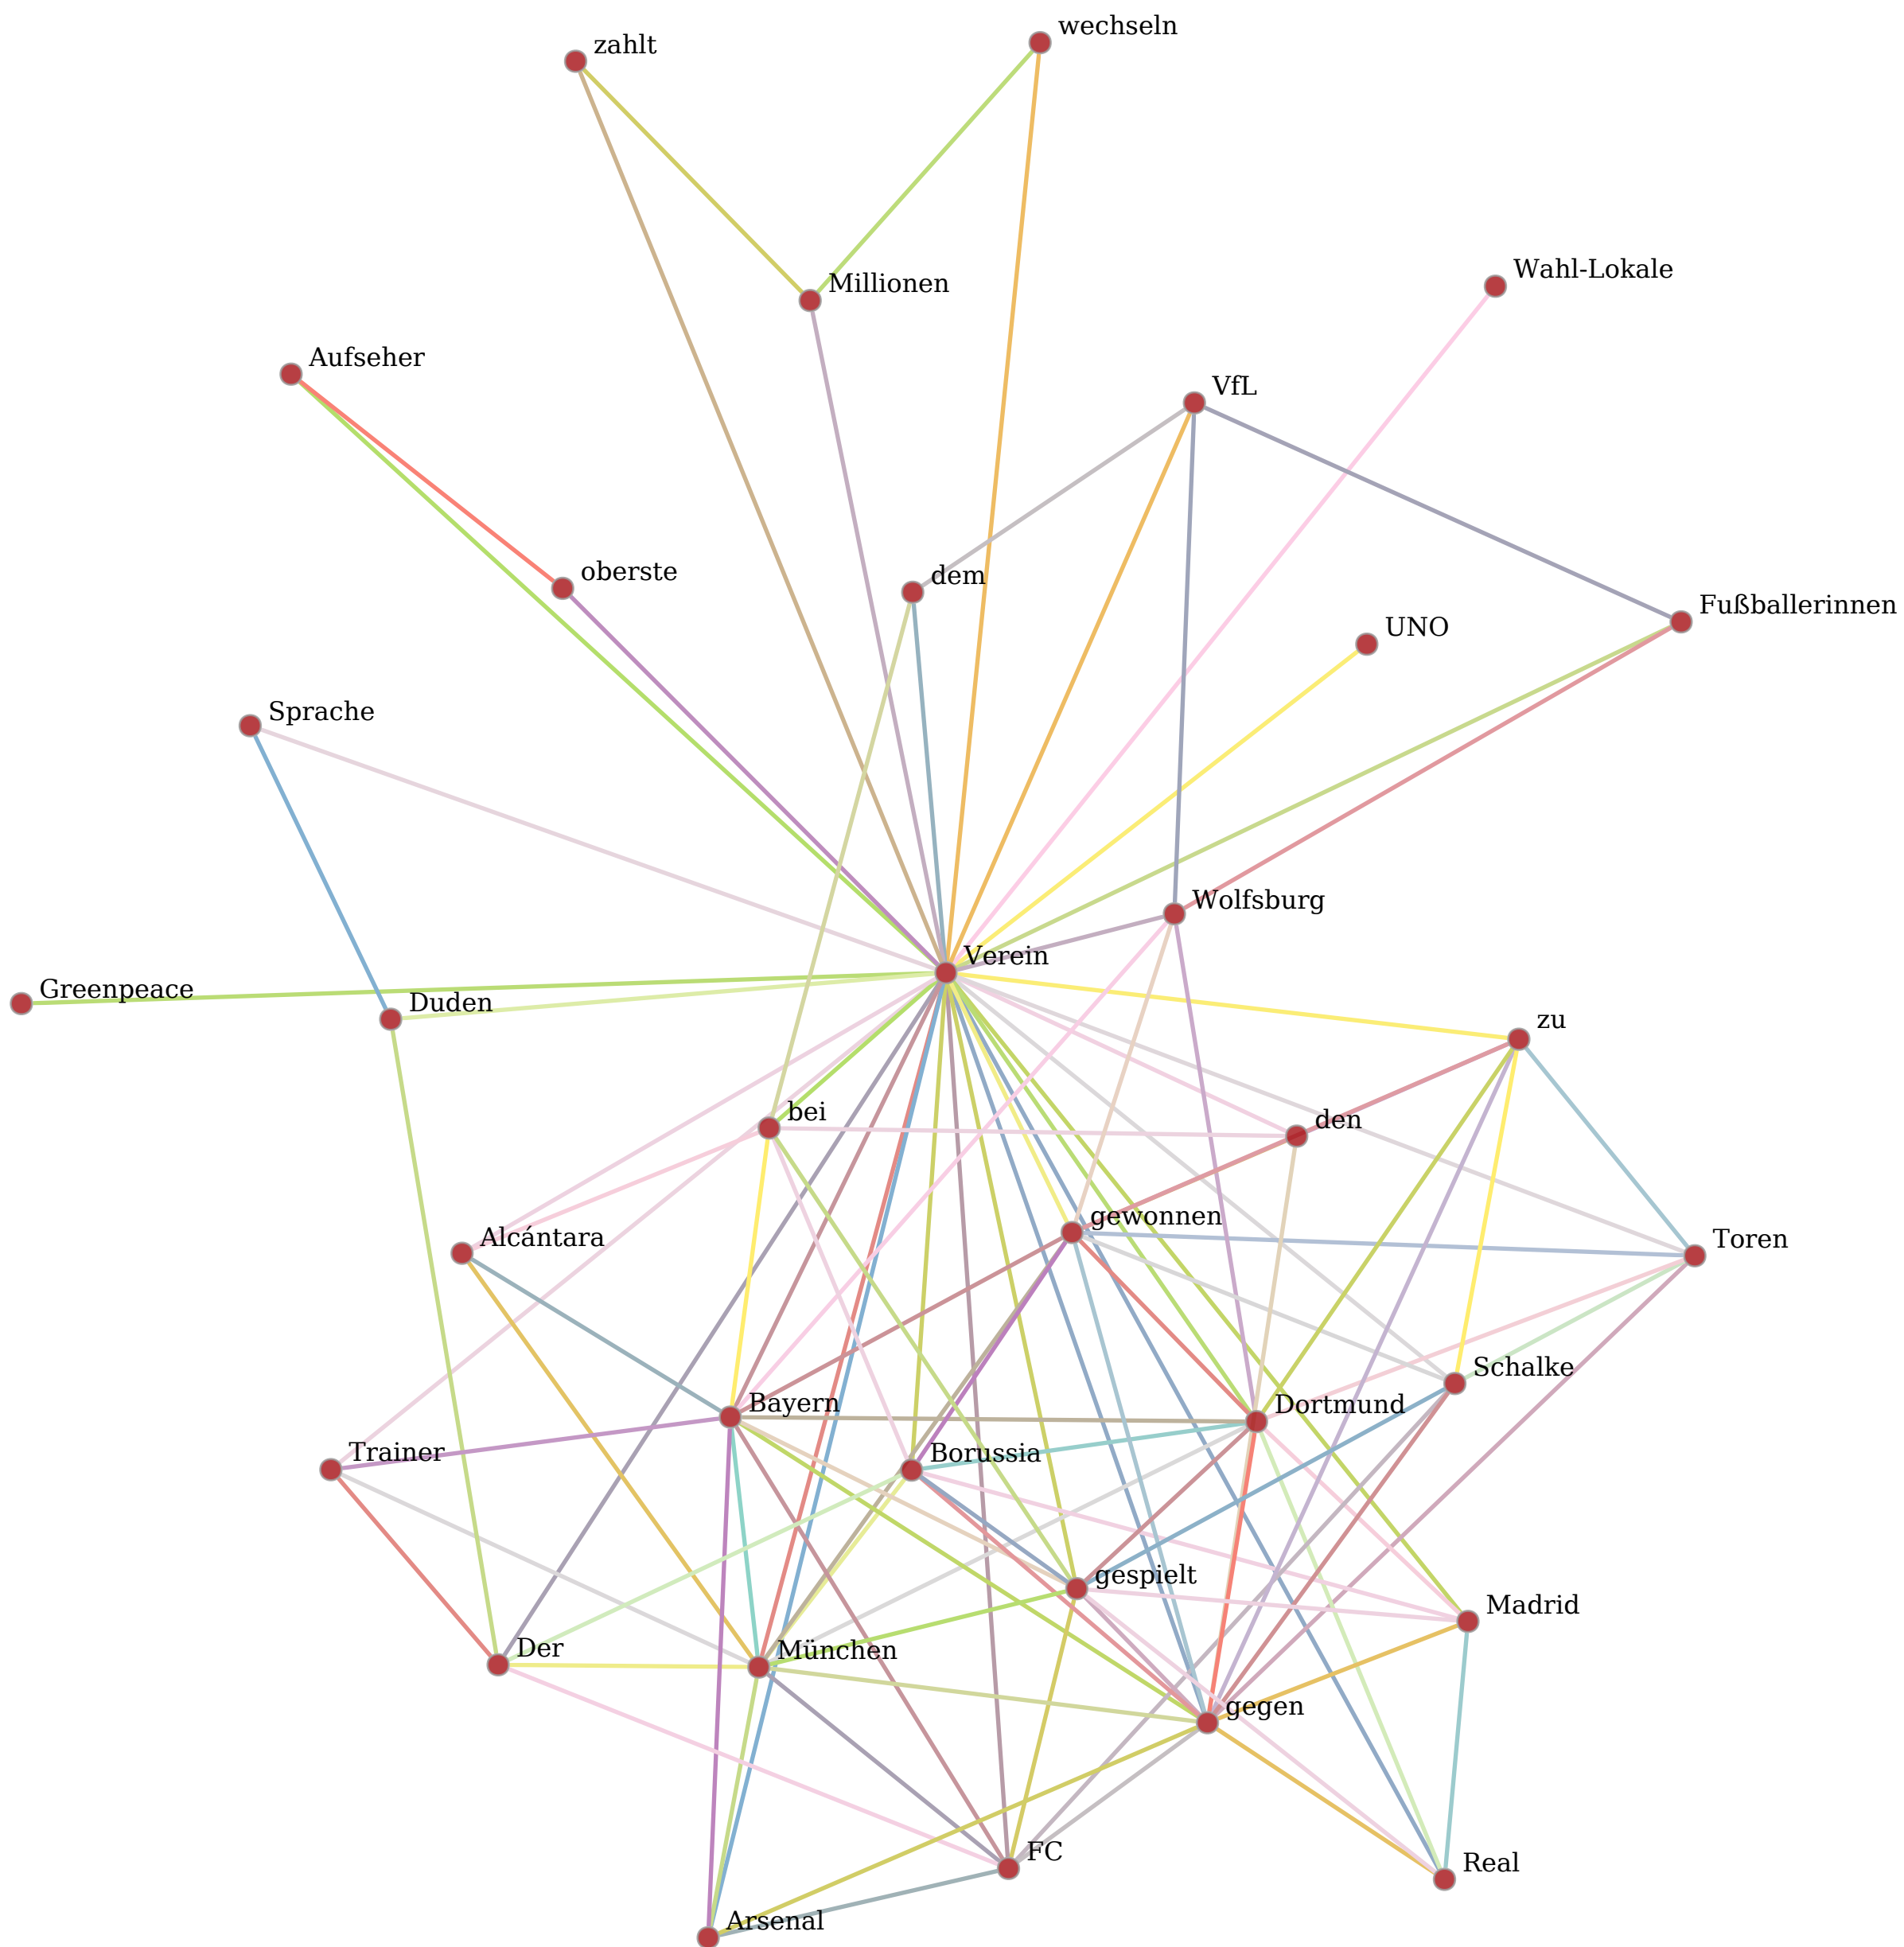 wechseln
zahlt
Wahl-Lokale
Millionen
Aufseher
VfL
oberste
dem
Fußballerinnen
UNO
Sprache
Wolfsburg
Verein
Greenpeace
Duden
zu
bei
den
gewonnen
Alcántara
Toren
Schalke
Bayern
Dortmund
Trainer
Borussia
gespielt
Madrid
Der
München
gegen
FC
Real
Arsenal